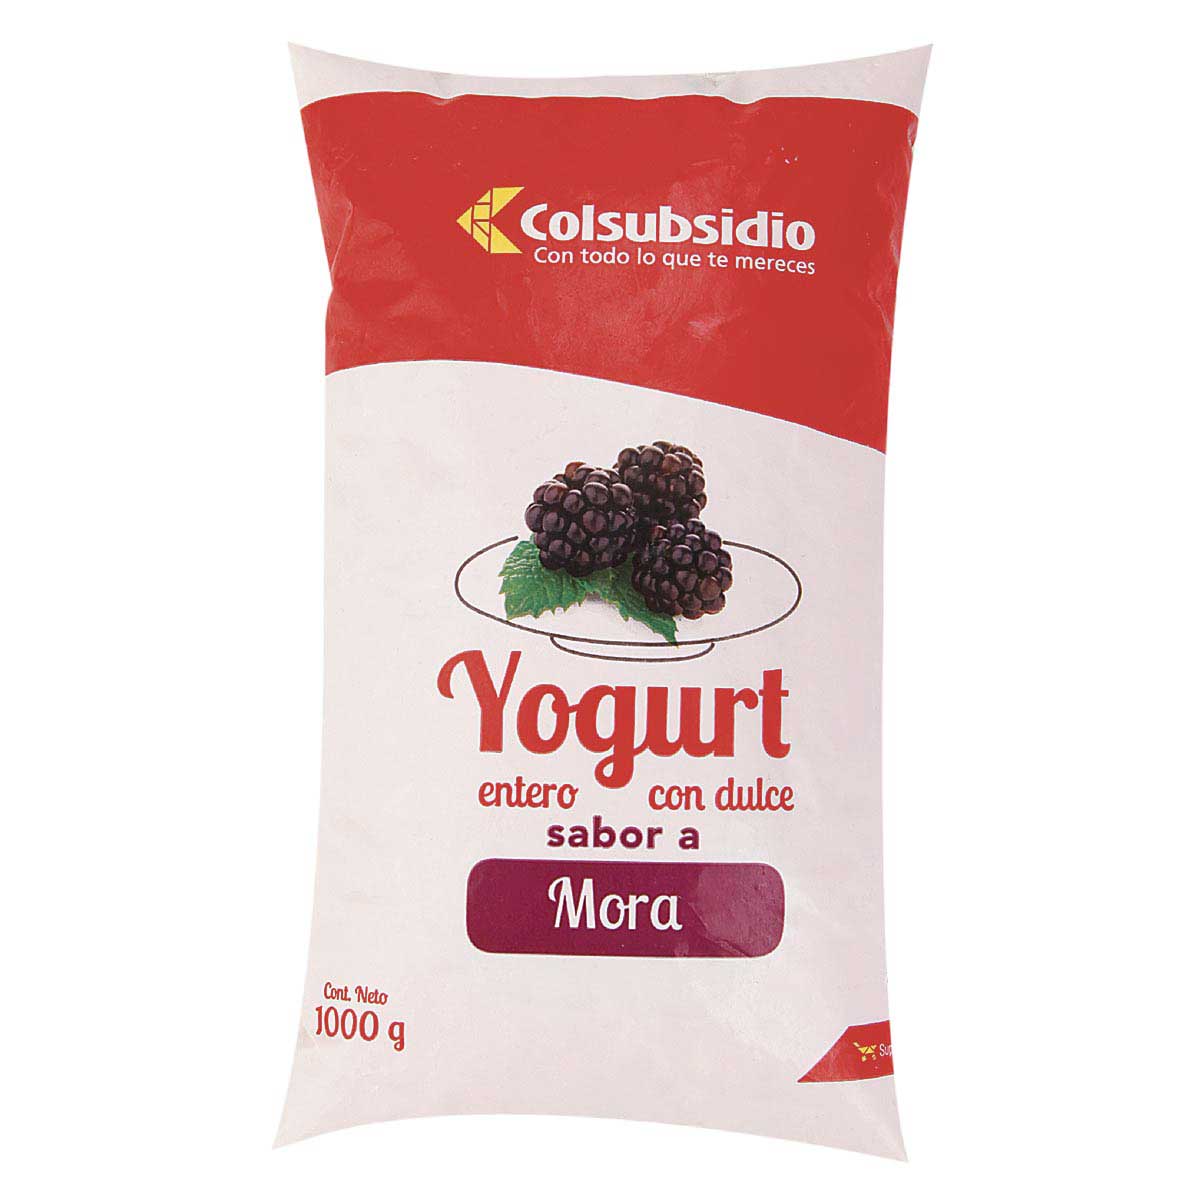 Colsubsidio
Con todo lo que te mereces
Yogurt
entero con dulce
sabor a
Mora
Cont. Neto
1000 g